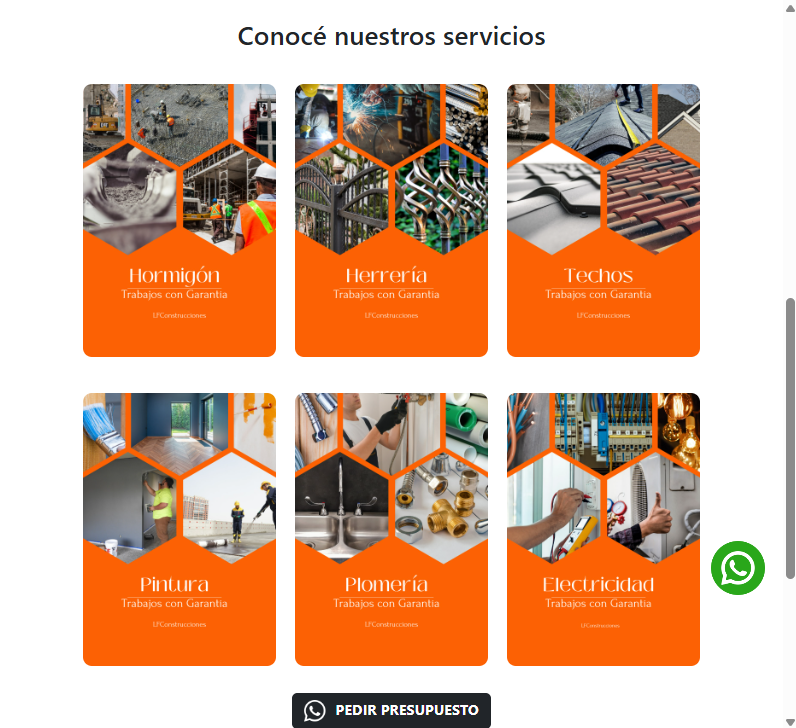 Conocé nuestros servicios
Hormigón
Trabajos con Garantia
LFConstrucciones
Herrería
Trabajos con Garantia
LFConstrucciones
Techos
Trabajos con Garantia
LFConstrucciones
Pintura
Trabajos con Garantia
LFConstrucciones
Plomería
Trabajos con Garantia
LFConstrucciones
Electricidad
Trabajos con Garantia
LFConstrucciones
PEDIR PRESUPUESTO